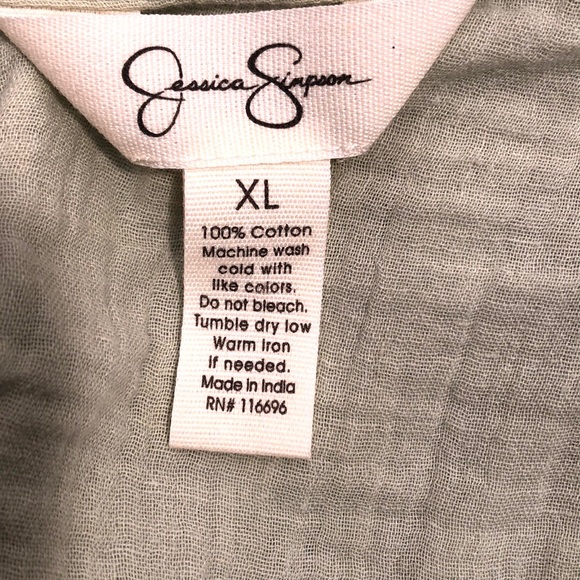 Jessica Simpson
XL
100% Cotton
Machine wash
cold with
like colors.
Do not bleach.
Tumble dry low
Warm iron
if needed.
Made in India
RN# 116696